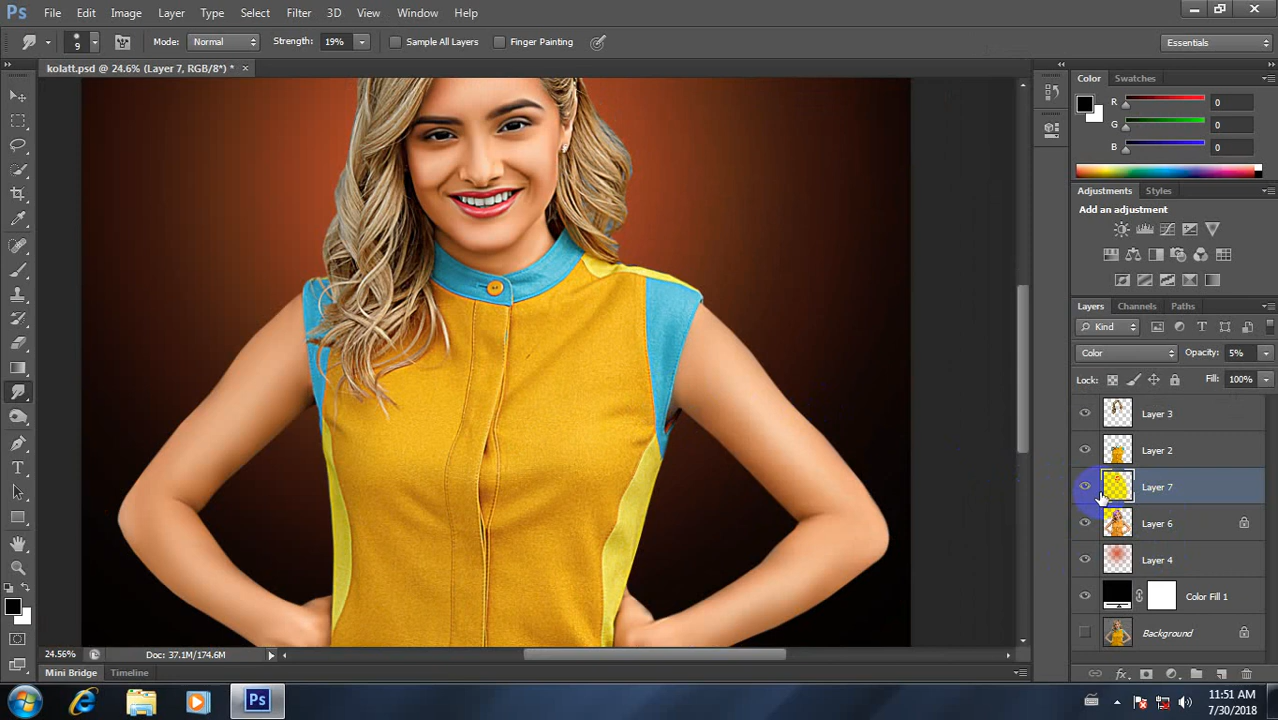 Ps File Edit Image Layer Type Select Filter 3D View Window Help
9 Mode: Normal Strength: 19% Sample All Layers Finger Painting Essentials
kolatt.psd @ 24.6% (Layer 7, RGB/8*) *
Color Swatches
R 0
G 0
B 0
Adjustments Styles
Add an adjustment
Layers Channels Paths
Kind
Color Opacity: 5%
Lock: Fill: 100%
Layer 3
Layer 2
Layer 7
Layer 6
Layer 4
Color Fill 1
Background
24.56% Doc: 37.1M/174.6M
Mini Bridge Timeline
Ps 11:51 AM
7/30/2018